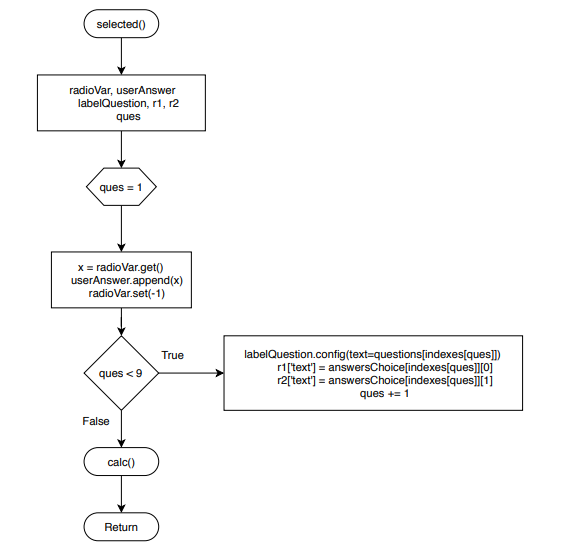 selected()
radioVar, userAnswer
labelQuestion, r1, r2
ques
ques = 1
x = radioVar.get()
userAnswer.append(x)
radioVar.set(-1)
ques < 9
True
labelQuestion.config(text=questions[indexes[ques]])
r1['text'] = answersChoice[indexes[ques]][0]
r2['text'] = answersChoice[indexes[ques]][1]
ques += 1
False
calc()
Return